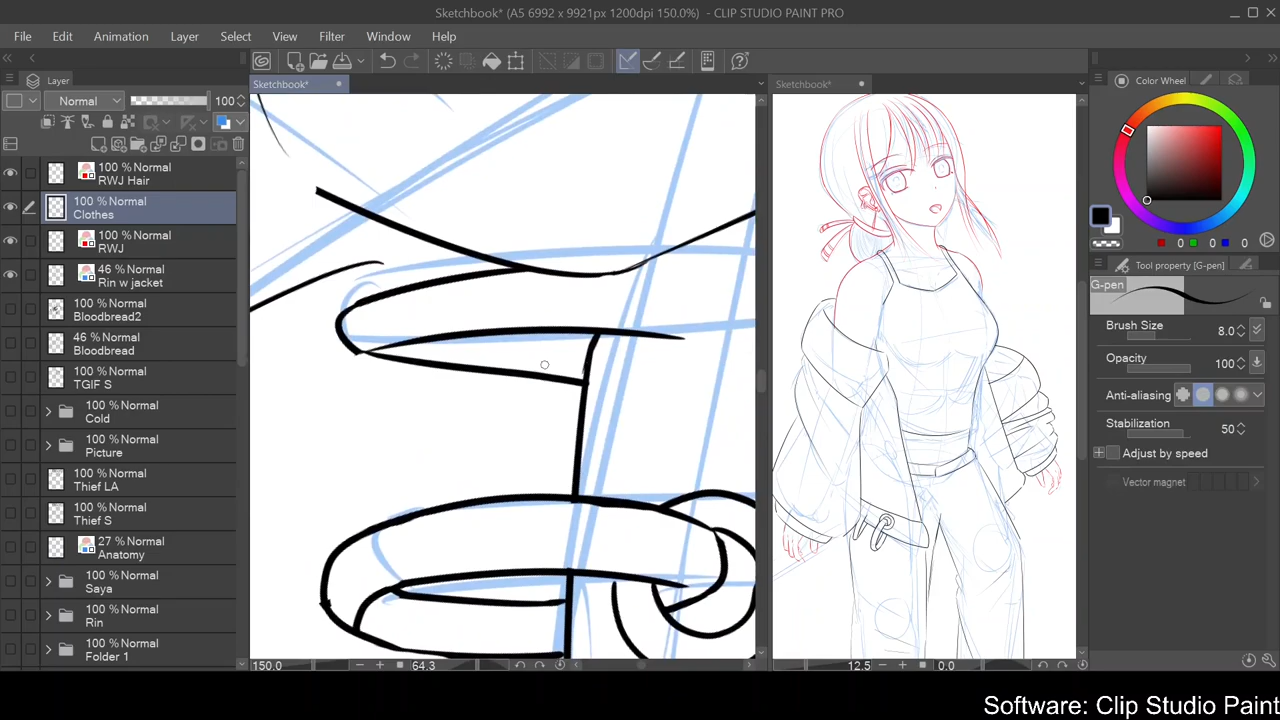 Sketchbook* (A5 6992 x 9921px 1200dpi 150.0%) - CLIP STUDIO PAINT PRO
File Edit Animation Layer Select View Filter Window Help
Layer
Sketchbook*
Sketchbook*
Color Wheel
Normal 100
100 % Normal
RWJ Hair
100 % Normal
Clothes
100 % Normal
RWJ
46 % Normal
Rin w jacket
100 % Normal
Bloodbread2
46 % Normal
Bloodbread
100 % Normal
TGIF S
100 % Normal
Cold
100 % Normal
Picture
100 % Normal
Thief LA
100 % Normal
Thief S
27 % Normal
Anatomy
100 % Normal
Saya
100 % Normal
Rin
100 % Normal
Folder 1
150.0 64.3
12.5 0.0
0 0 0
Tool property [G-pen]
G-pen
Brush Size 8.0
Opacity 100
Anti-aliasing
Stabilization 50
Adjust by speed
Vector magnet
Software: Clip Studio Paint